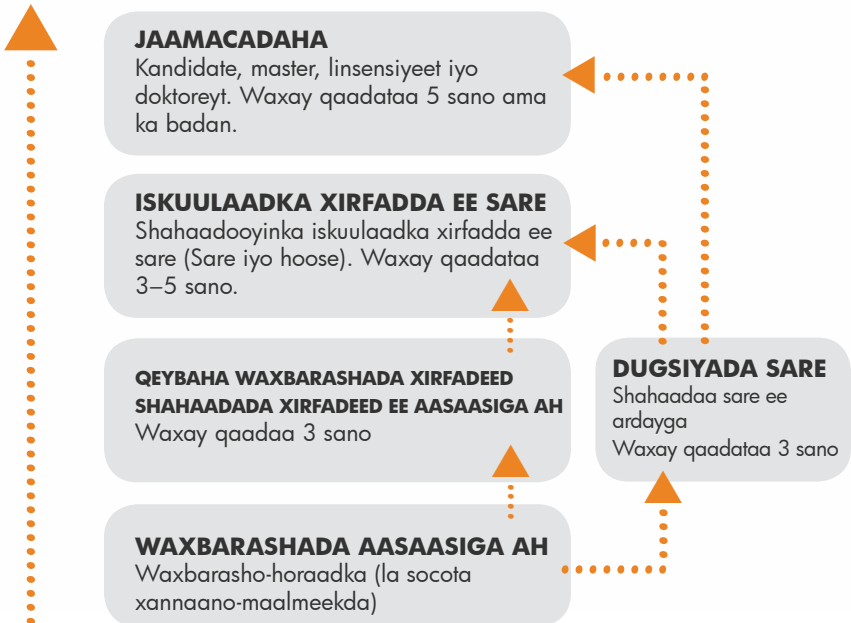 JAAMACADAHA
Kandidate, master, linsensiyeet iyo
doktoreyt. Waxay qaadataa 5 sano ama
ka badan.
ISKUULAADKA XIRFADDA EE SARE
Shahaadooyinka iskuulaadka xirfadda ee
sare (Sare iyo hoose). Waxay qaadataa
3–5 sano.
QEYBAHA WAXBARASHADA XIRFADEED
SHAHAADADA XIRFADEED EE AASAASIGA AH
Waxay qaadaa 3 sano
DUGSIYADA SARE
Shahaadaa sare ee
ardayga
Waxay qaadataa 3 sano
WAXBARASHADA AASAASIGA AH
Waxbarasho-horaadka (la socota
xannaano-maalmeekda)